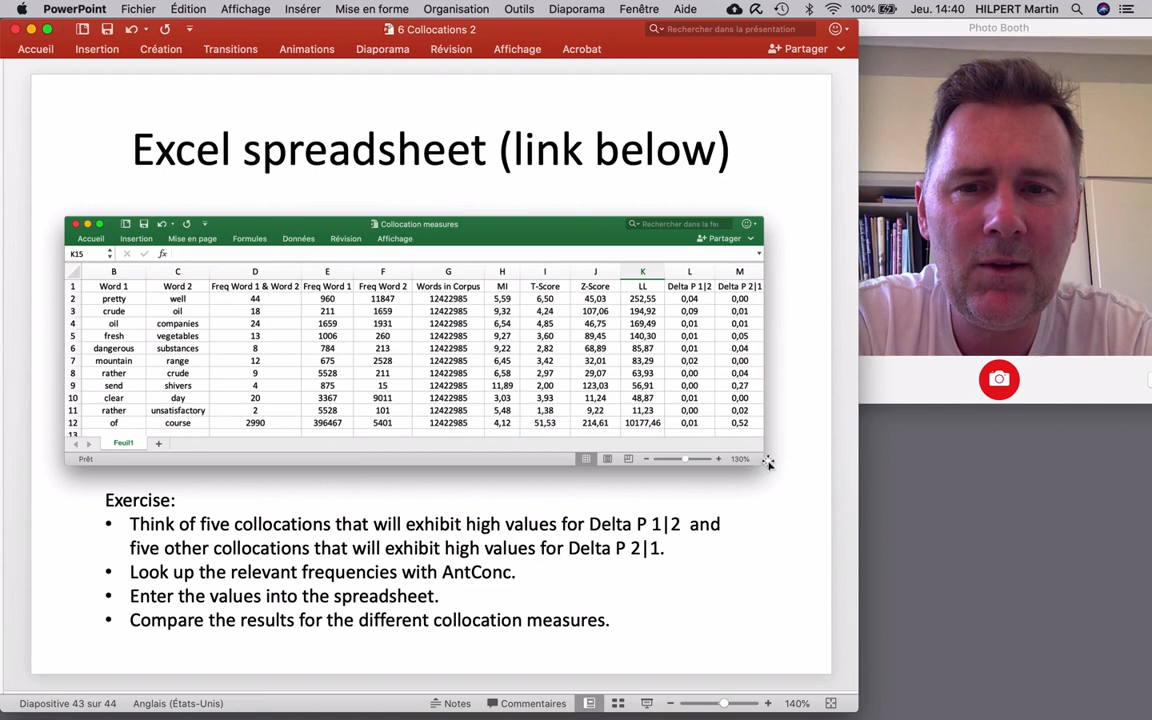 PowerPoint Fichier Édition Affichage Insérer Mise en forme Organisation Outils Diaporama Fenêtre Aide 100% Jeu. 14:40 HILPERT Martin
6 Collocations 2 Rechercher dans la présentation
Photo Booth
Accueil Insertion Création Transitions Animations Diaporama Révision Affichage Acrobat Partager
Excel spreadsheet (link below)
Collocation measures Rechercher dans la feu
Accueil Insertion Mise en page Formules Données Révision Affichage Partager
K15 fx
B C D E F G H I J K L M
1 Word 1 Word 2 Freq Word 1 & Word 2 Freq Word 1 Freq Word 2 Words in Corpus MI T-Score Z-Score LL Delta P 1|2 Delta P 2|1
2 pretty well 44 960 11847 12422985 5,59 6,50 45,03 252,55 0,04 0,00
3 crude oil 18 211 1659 12422985 9,32 4,24 107,06 194,92 0,09 0,01
4 oil companies 24 1659 1931 12422985 6,54 4,85 46,75 169,49 0,01 0,01
5 fresh vegetables 13 1006 260 12422985 9,27 3,60 89,45 140,30 0,01 0,05
6 dangerous substances 8 784 213 12422985 9,22 2,82 68,89 85,87 0,01 0,04
7 mountain range 12 675 2528 12422985 6,45 3,42 32,01 83,29 0,02 0,00
8 rather crude 9 5528 211 12422985 6,58 2,97 29,07 63,93 0,00 0,04
9 send shivers 4 875 15 12422985 11,89 2,00 123,03 56,91 0,00 0,27
10 clear day 20 3367 9011 12422985 3,03 3,93 11,24 48,87 0,01 0,00
11 rather unsatisfactory 2 5528 101 12422985 5,48 1,38 9,22 11,23 0,00 0,02
12 of course 2990 396467 5401 12422985 4,12 51,53 214,61 10177,46 0,01 0,52
13
Feuil1
Prêt 130%
Exercise:
• Think of five collocations that will exhibit high values for Delta P 1|2 and
five other collocations that will exhibit high values for Delta P 2|1.
• Look up the relevant frequencies with AntConc.
• Enter the values into the spreadsheet.
• Compare the results for the different collocation measures.
Diapositive 43 sur 44 Anglais (États-Unis) Notes Commentaires 140%